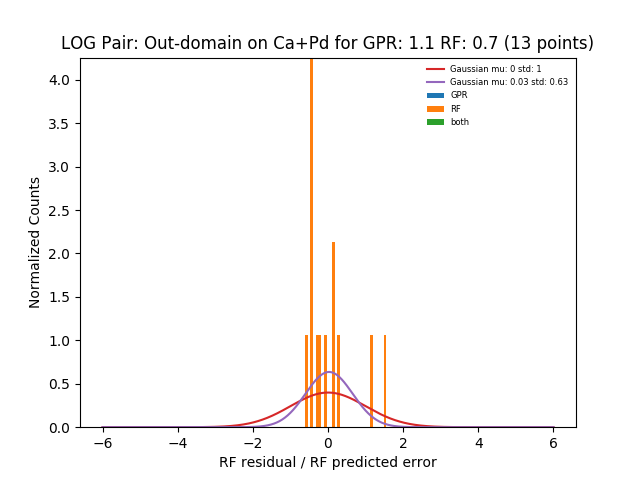 LOG Pair: Out-domain on Ca+Pd for GPR: 1.1 RF: 0.7 (13 points)
Gaussian mu: 0 std: 1
Gaussian mu: 0.03 std: 0.63
GPR
RF
both
Normalized Counts
4.0
3.5
3.0
2.5
2.0
1.5
1.0
0.5
0.0
−6 −4 −2 0 2 4 6
RF residual / RF predicted error